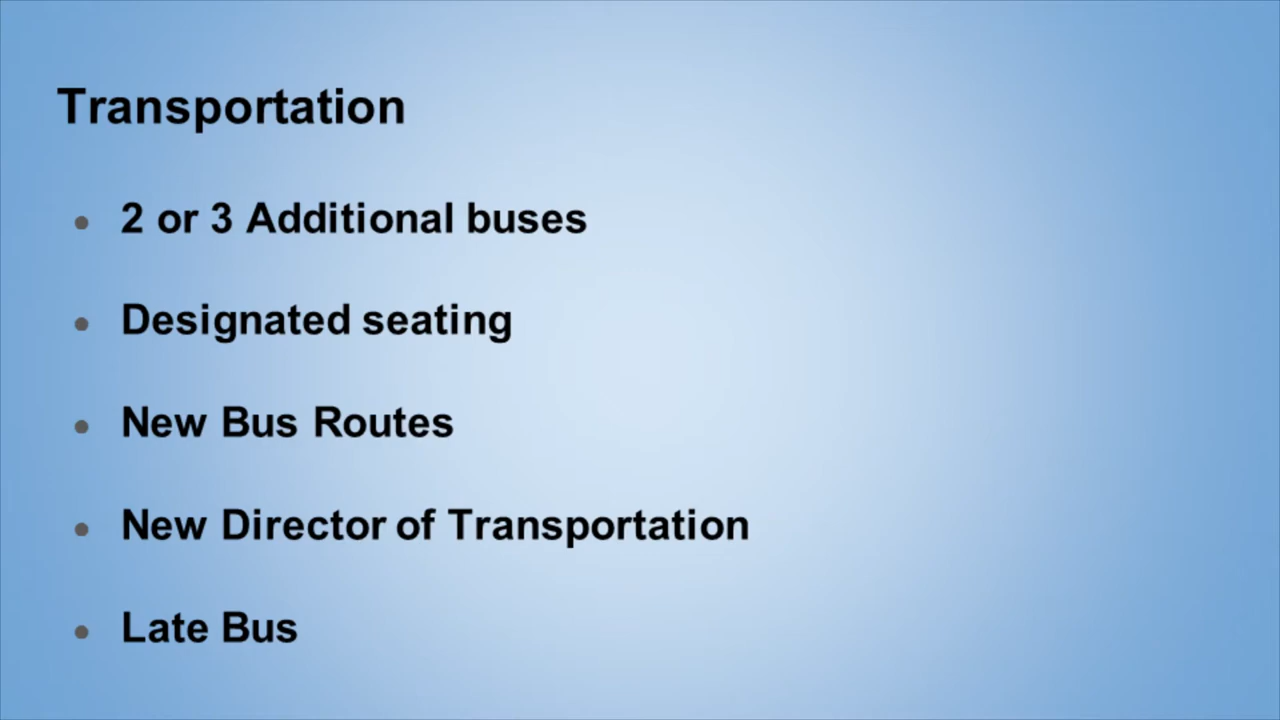 Transportation
2 or 3 Additional buses
Designated seating
New Bus Routes
New Director of Transportation
Late Bus